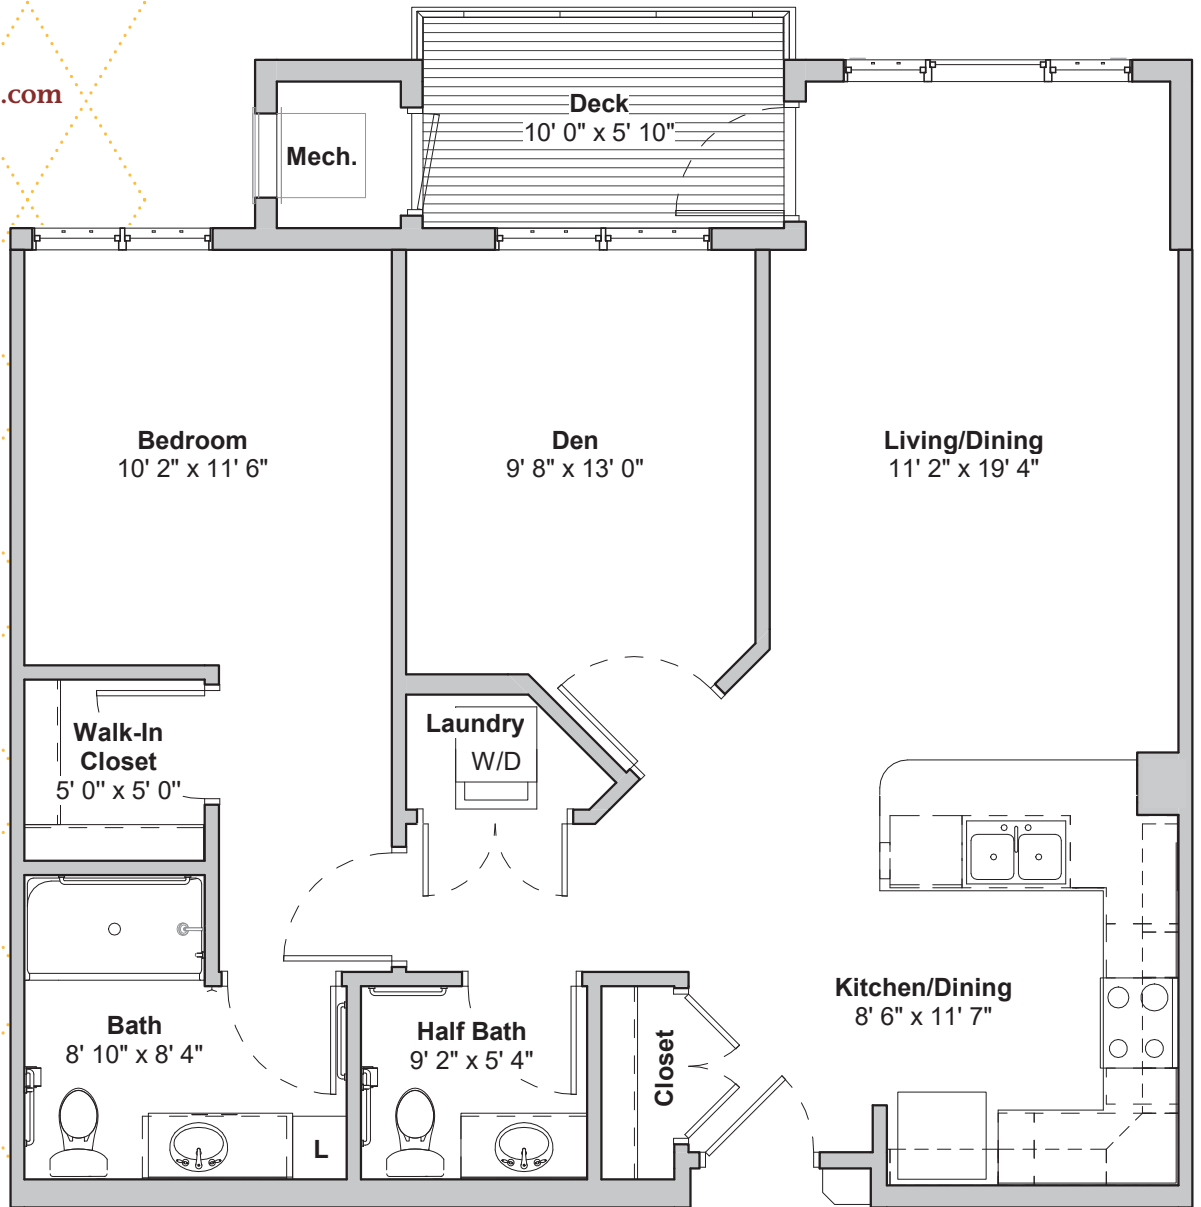 .com
Deck
10' 0" x 5' 10"
Mech.
Bedroom
10' 2" x 11' 6"
Den
9' 8" x 13' 0"
Living/Dining
11' 2" x 19' 4"
Walk-In
Closet
5' 0" x 5' 0"
Laundry
W/D
Kitchen/Dining
8' 6" x 11' 7"
Bath
8' 10" x 8' 4"
Half Bath
9' 2" x 5' 4"
Closet
L